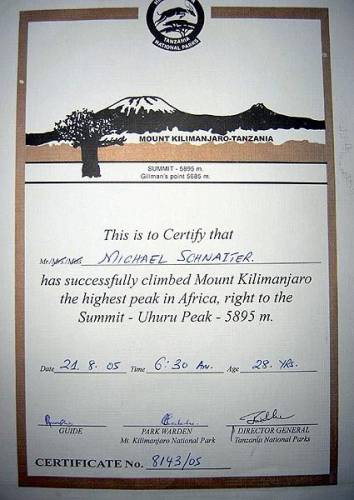 TANZANIA
NATIONAL PARKS
MOUNT KILIMANJARO-TANZANIA
SUMMIT - 5895 m.
Gillman's point 5685 m.
This is to Certify that
Mr/Mrs/Miss MICHAEL SCHNAITER.
has successfully climbed Mount Kilimanjaro
the highest peak in Africa, right to the
Summit - Uhuru Peak - 5895 m.
Date 21. 8. 05 Time 6:30 AM. Age 28. YRS.
GUIDE PARK WARDEN DIRECTOR GENERAL
Mt. Kilimanjaro National Park Tanzania National Parks
CERTIFICATE No. 8143/05